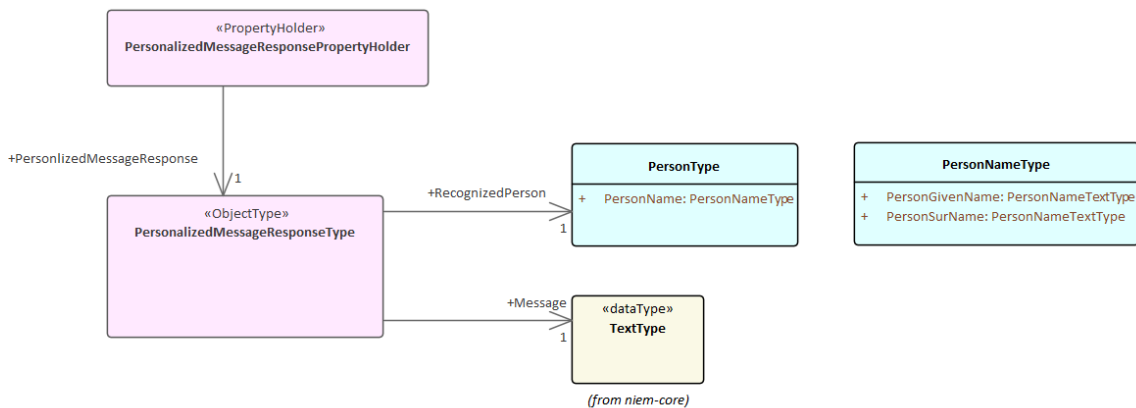 «PropertyHolder»
PersonalizedMessageResponsePropertyHolder
+PersonlizedMessageResponse
1
«ObjectType»
PersonalizedMessageResponseType
+RecognizedPerson
1
PersonType
+ PersonName: PersonNameType
PersonNameType
+ PersonGivenName: PersonNameTextType
+ PersonSurName: PersonNameTextType
+Message
1
«dataType»
TextType
(from niem-core)